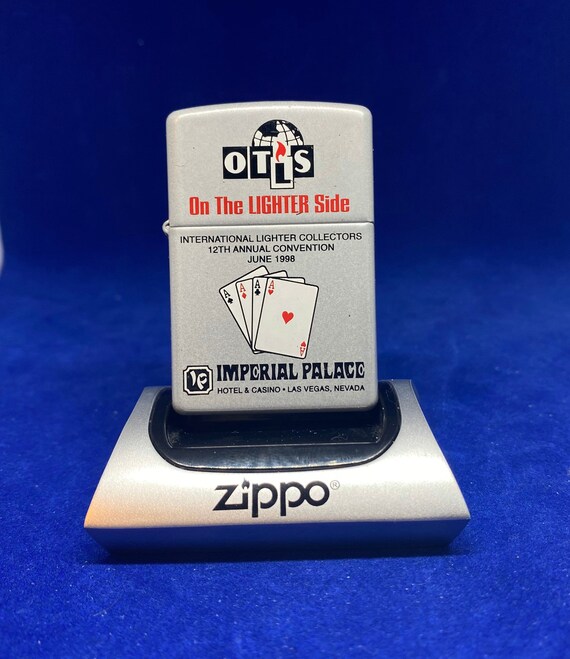 OTLS
On The LIGHTER Side
INTERNATIONAL LIGHTER COLLECTORS
12TH ANNUAL CONVENTION
JUNE 1998
A A A A
A
IMPERIAL PALACE
HOTEL & CASINO • LAS VEGAS, NEVADA
zippo®